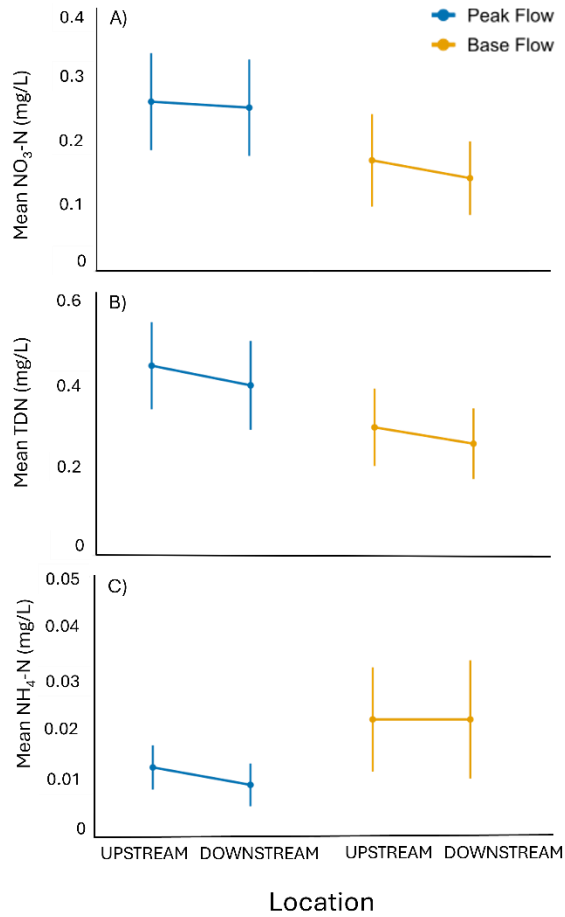 Peak Flow
Base Flow
A)
Mean NO₃-N (mg/L)
0.4
0.3
0.2
0.1
0
B)
Mean TDN (mg/L)
0.6
0.4
0.2
0
C)
Mean NH₄-N (mg/L)
0.05
0.04
0.03
0.02
0.01
0
UPSTREAM DOWNSTREAM UPSTREAM DOWNSTREAM
Location